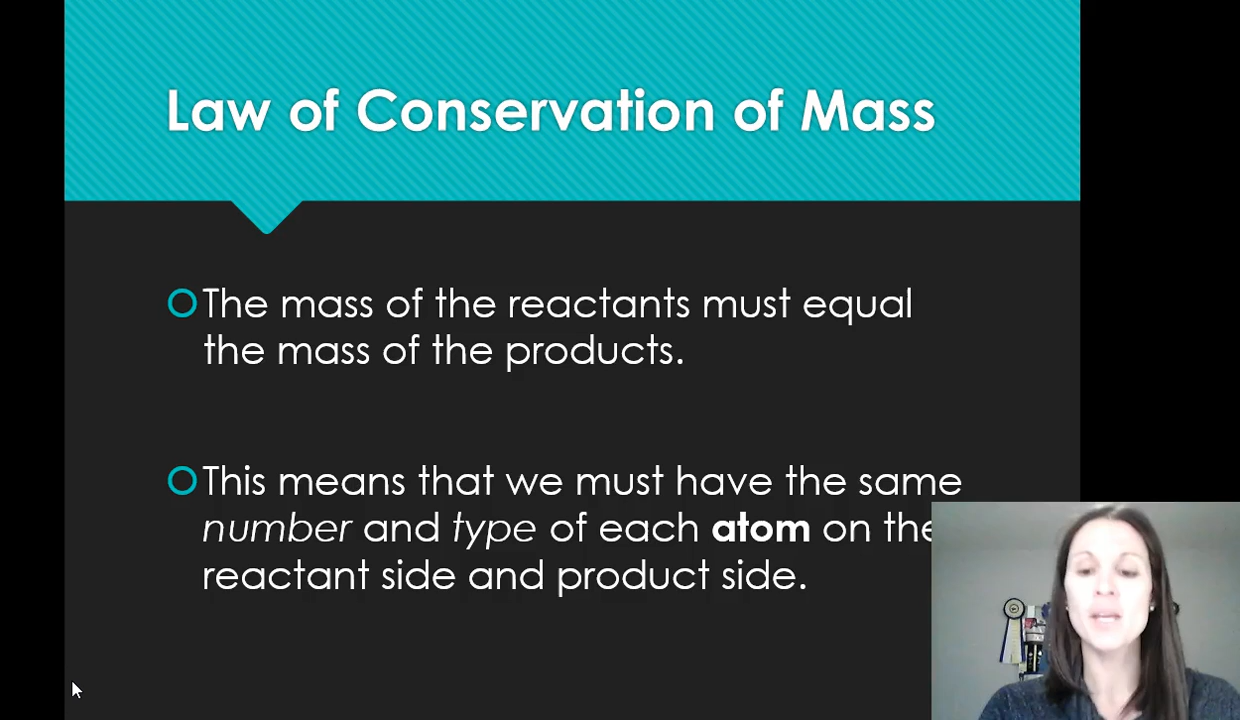 Law of Conservation of Mass
The mass of the reactants must equal
the mass of the products.
This means that we must have the same
number and type of each atom on the
reactant side and product side.